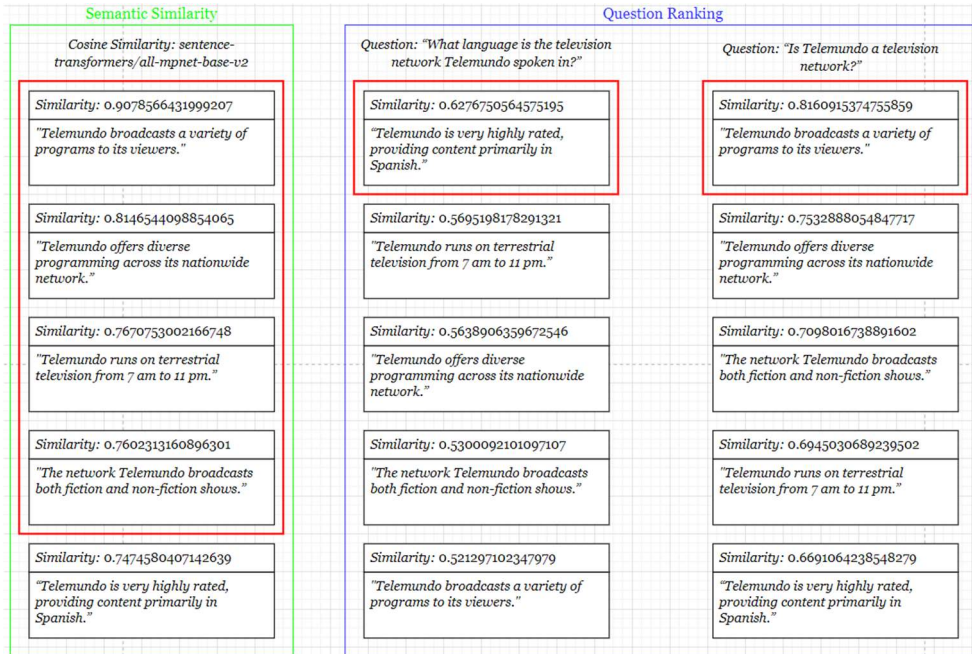 Semantic Similarity
Cosine Similarity: sentence-
transformers/all-mpnet-base-v2
Similarity: 0.9078566431999207
"Telemundo broadcasts a variety of
programs to its viewers."
Similarity: 0.8146544098854065
"Telemundo offers diverse
programming across its nationwide
network.”
Similarity: 0.7670753002166748
"Telemundo runs on terrestrial
television from 7 am to 11 pm.”
Similarity: 0.7602313160896301
"The network Telemundo broadcasts
both fiction and non-fiction shows.”
Similarity: 0.7474580407142639
“Telemundo is very highly rated,
providing content primarily in
Spanish.”
Question Ranking
Question: “What language is the television
network Telemundo spoken in?”
Similarity: 0.6276750564575195
“Telemundo is very highly rated,
providing content primarily in
Spanish.”
Similarity: 0.5695198178291321
"Telemundo runs on terrestrial
television from 7 am to 11 pm.”
Similarity: 0.5638906359672546
"Telemundo offers diverse
programming across its nationwide
network.”
Similarity: 0.5300092101097107
"The network Telemundo broadcasts
both fiction and non-fiction shows.”
Similarity: 0.521297102347979
"Telemundo broadcasts a variety of
programs to its viewers."
Question: “Is Telemundo a television
network?”
Similarity: 0.8160915374755859
"Telemundo broadcasts a variety of
programs to its viewers."
Similarity: 0.7532888054847717
"Telemundo offers diverse
programming across its nationwide
network.”
Similarity: 0.7098016738891602
"The network Telemundo broadcasts
both fiction and non-fiction shows.”
Similarity: 0.6945030689239502
"Telemundo runs on terrestrial
television from 7 am to 11 pm.”
Similarity: 0.6691064238548279
“Telemundo is very highly rated,
providing content primarily in
Spanish.”